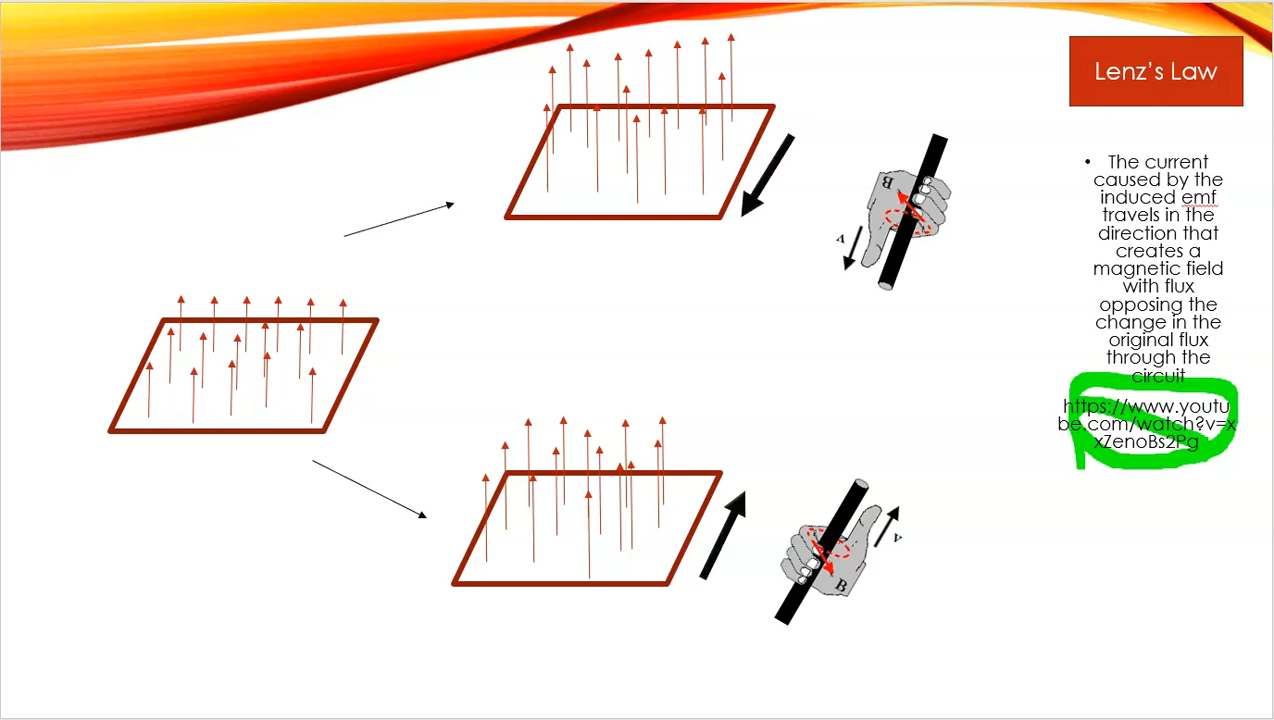 Lenz's Law
• The current
caused by the
induced emf
travels in the
direction that
creates a
magnetic field
with flux
opposing the
change in the
original flux
through the
circuit
https://www.youtu
be.com/watch?v=x
xZenoBs2Pg
B
v
B
v